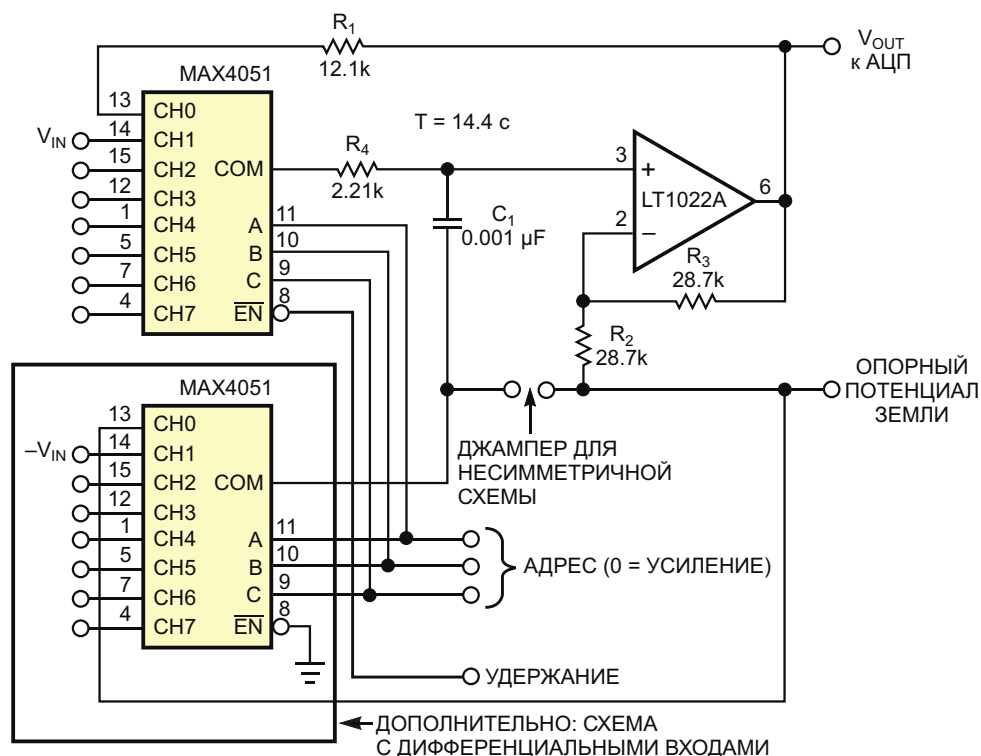 R1
12.1k
VOUT
к АЦП
MAX4051
13 CH0
VIN 14 CH1
15 CH2
12 CH3
1 CH4
5 CH5
7 CH6
4 CH7
COM
A 11
B 10
C 9
EN 8
T = 14.4 с
R4
2.21k
C1
0.001 µF
3 +
2 –
6
LT1022A
R3
28.7k
R2
28.7k
ОПОРНЫЙ
ПОТЕНЦИАЛ
ЗЕМЛИ
ДЖАМПЕР ДЛЯ
НЕСИММЕТРИЧНОЙ
СХЕМЫ
MAX4051
13 CH0
–VIN 14 CH1
15 CH2
12 CH3
1 CH4
5 CH5
7 CH6
4 CH7
COM
A 11
B 10
C 9
EN 8
АДРЕС (0 = УСИЛЕНИЕ)
УДЕРЖАНИЕ
ДОПОЛНИТЕЛЬНО: СХЕМА
С ДИФФЕРЕНЦИАЛЬНЫМИ ВХОДАМИ